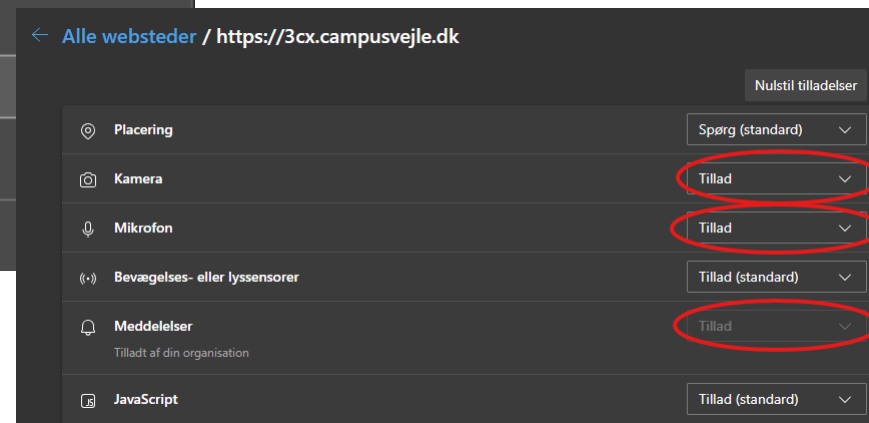 Alle websteder / https://3cx.campusvejle.dk
Nulstil tilladelser
Placering Spørg (standard)
Kamera Tillad
Mikrofon Tillad
Bevægelses- eller lyssensorer Tillad (standard)
Meddelelser Tillad
Tilladt af din organisation
JavaScript Tillad (standard)